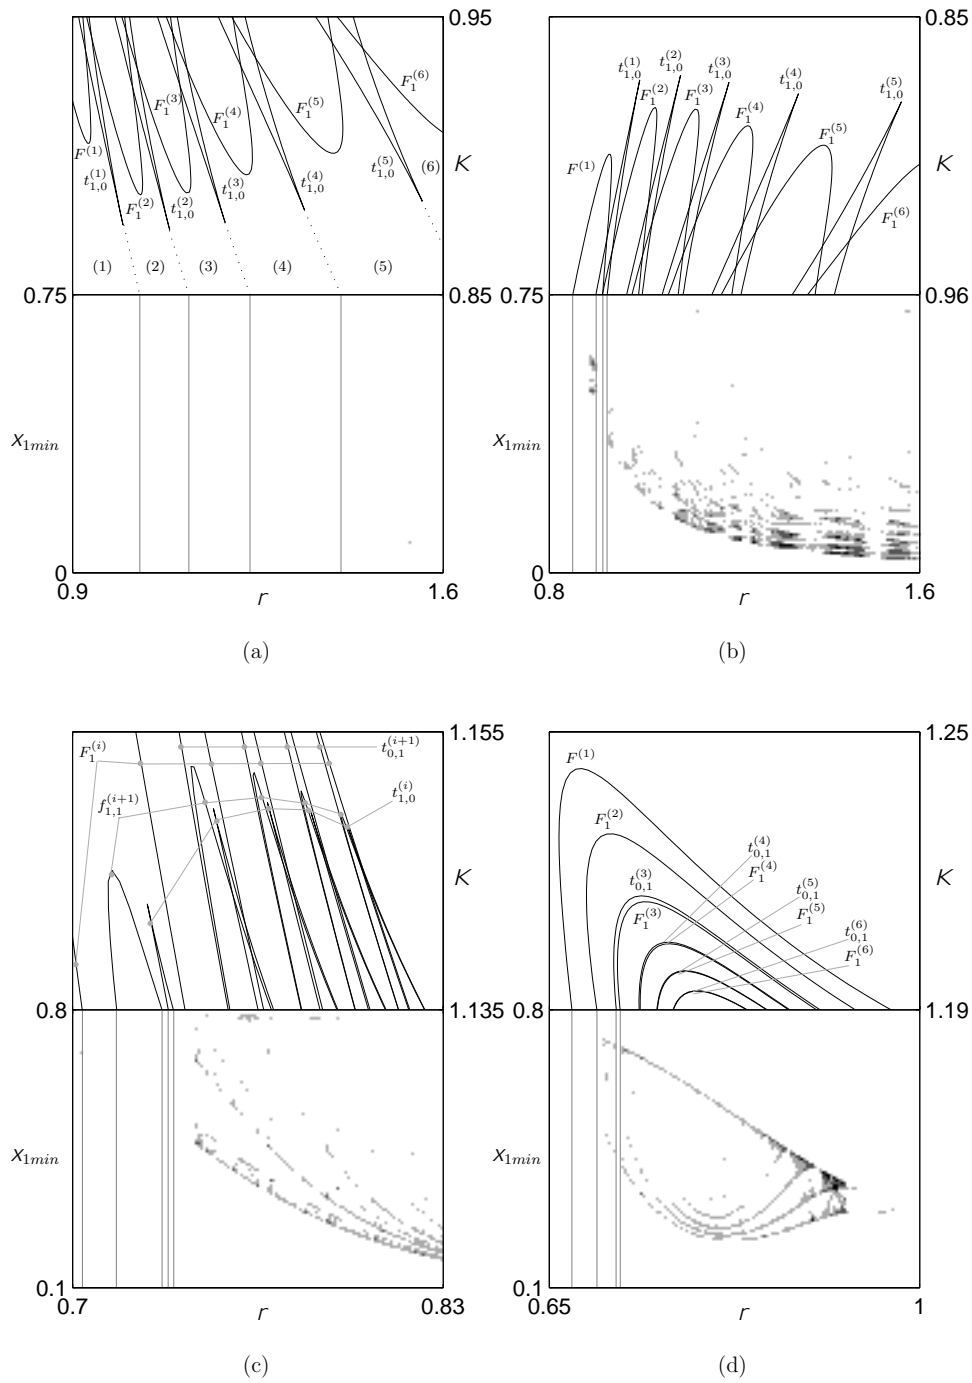 0.95
F^{(1)}
t_{1,0}^{(1)}
F_1^{(2)}
t_{1,0}^{(2)}
F_1^{(3)}
t_{1,0}^{(3)}
F_1^{(4)}
t_{1,0}^{(4)}
F_1^{(5)}
t_{1,0}^{(5)}
F_1^{(6)}
(6)
K
(1)
(2)
(3)
(4)
(5)
0.75
0.85
x_{1min}
0
0.9
r
1.6
(a)
0.85
t_{1,0}^{(1)}
t_{1,0}^{(2)}
t_{1,0}^{(3)}
t_{1,0}^{(4)}
t_{1,0}^{(5)}
F^{(1)}
F_1^{(2)}
F_1^{(3)}
F_1^{(4)}
F_1^{(5)}
F_1^{(6)}
K
0.75
0.96
x_{1min}
0
0.8
r
1.6
(b)
1.155
F_1^{(i)}
t_{0,1}^{(i+1)}
f_{1,1}^{(i+1)}
t_{1,0}^{(i)}
K
0.8
1.135
x_{1min}
0.1
0.7
r
0.83
(c)
1.25
F^{(1)}
F_1^{(2)}
t_{0,1}^{(3)}
F_1^{(3)}
t_{0,1}^{(4)}
F_1^{(4)}
t_{0,1}^{(5)}
F_1^{(5)}
t_{0,1}^{(6)}
F_1^{(6)}
K
0.8
1.19
x_{1min}
0.1
0.65
r
1
(d)